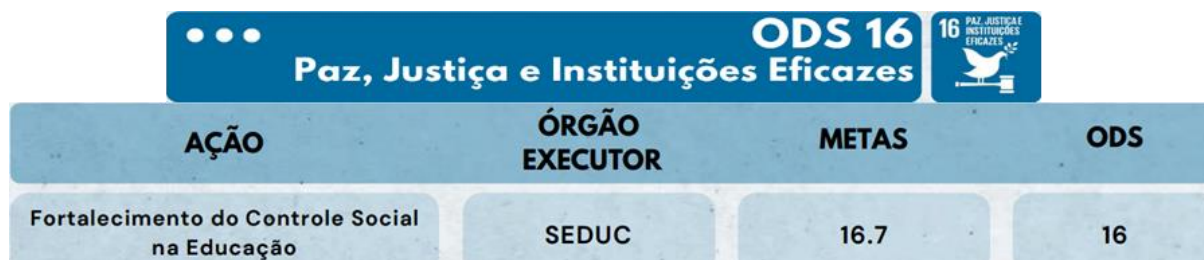 ODS 16
Paz, Justiça e Instituições Eficazes
16 PAZ, JUSTIÇA E
INSTITUIÇÕES
EFICAZES
AÇÃO
ÓRGÃO
EXECUTOR
METAS
ODS
Fortalecimento do Controle Social
na Educação
SEDUC
16.7
16